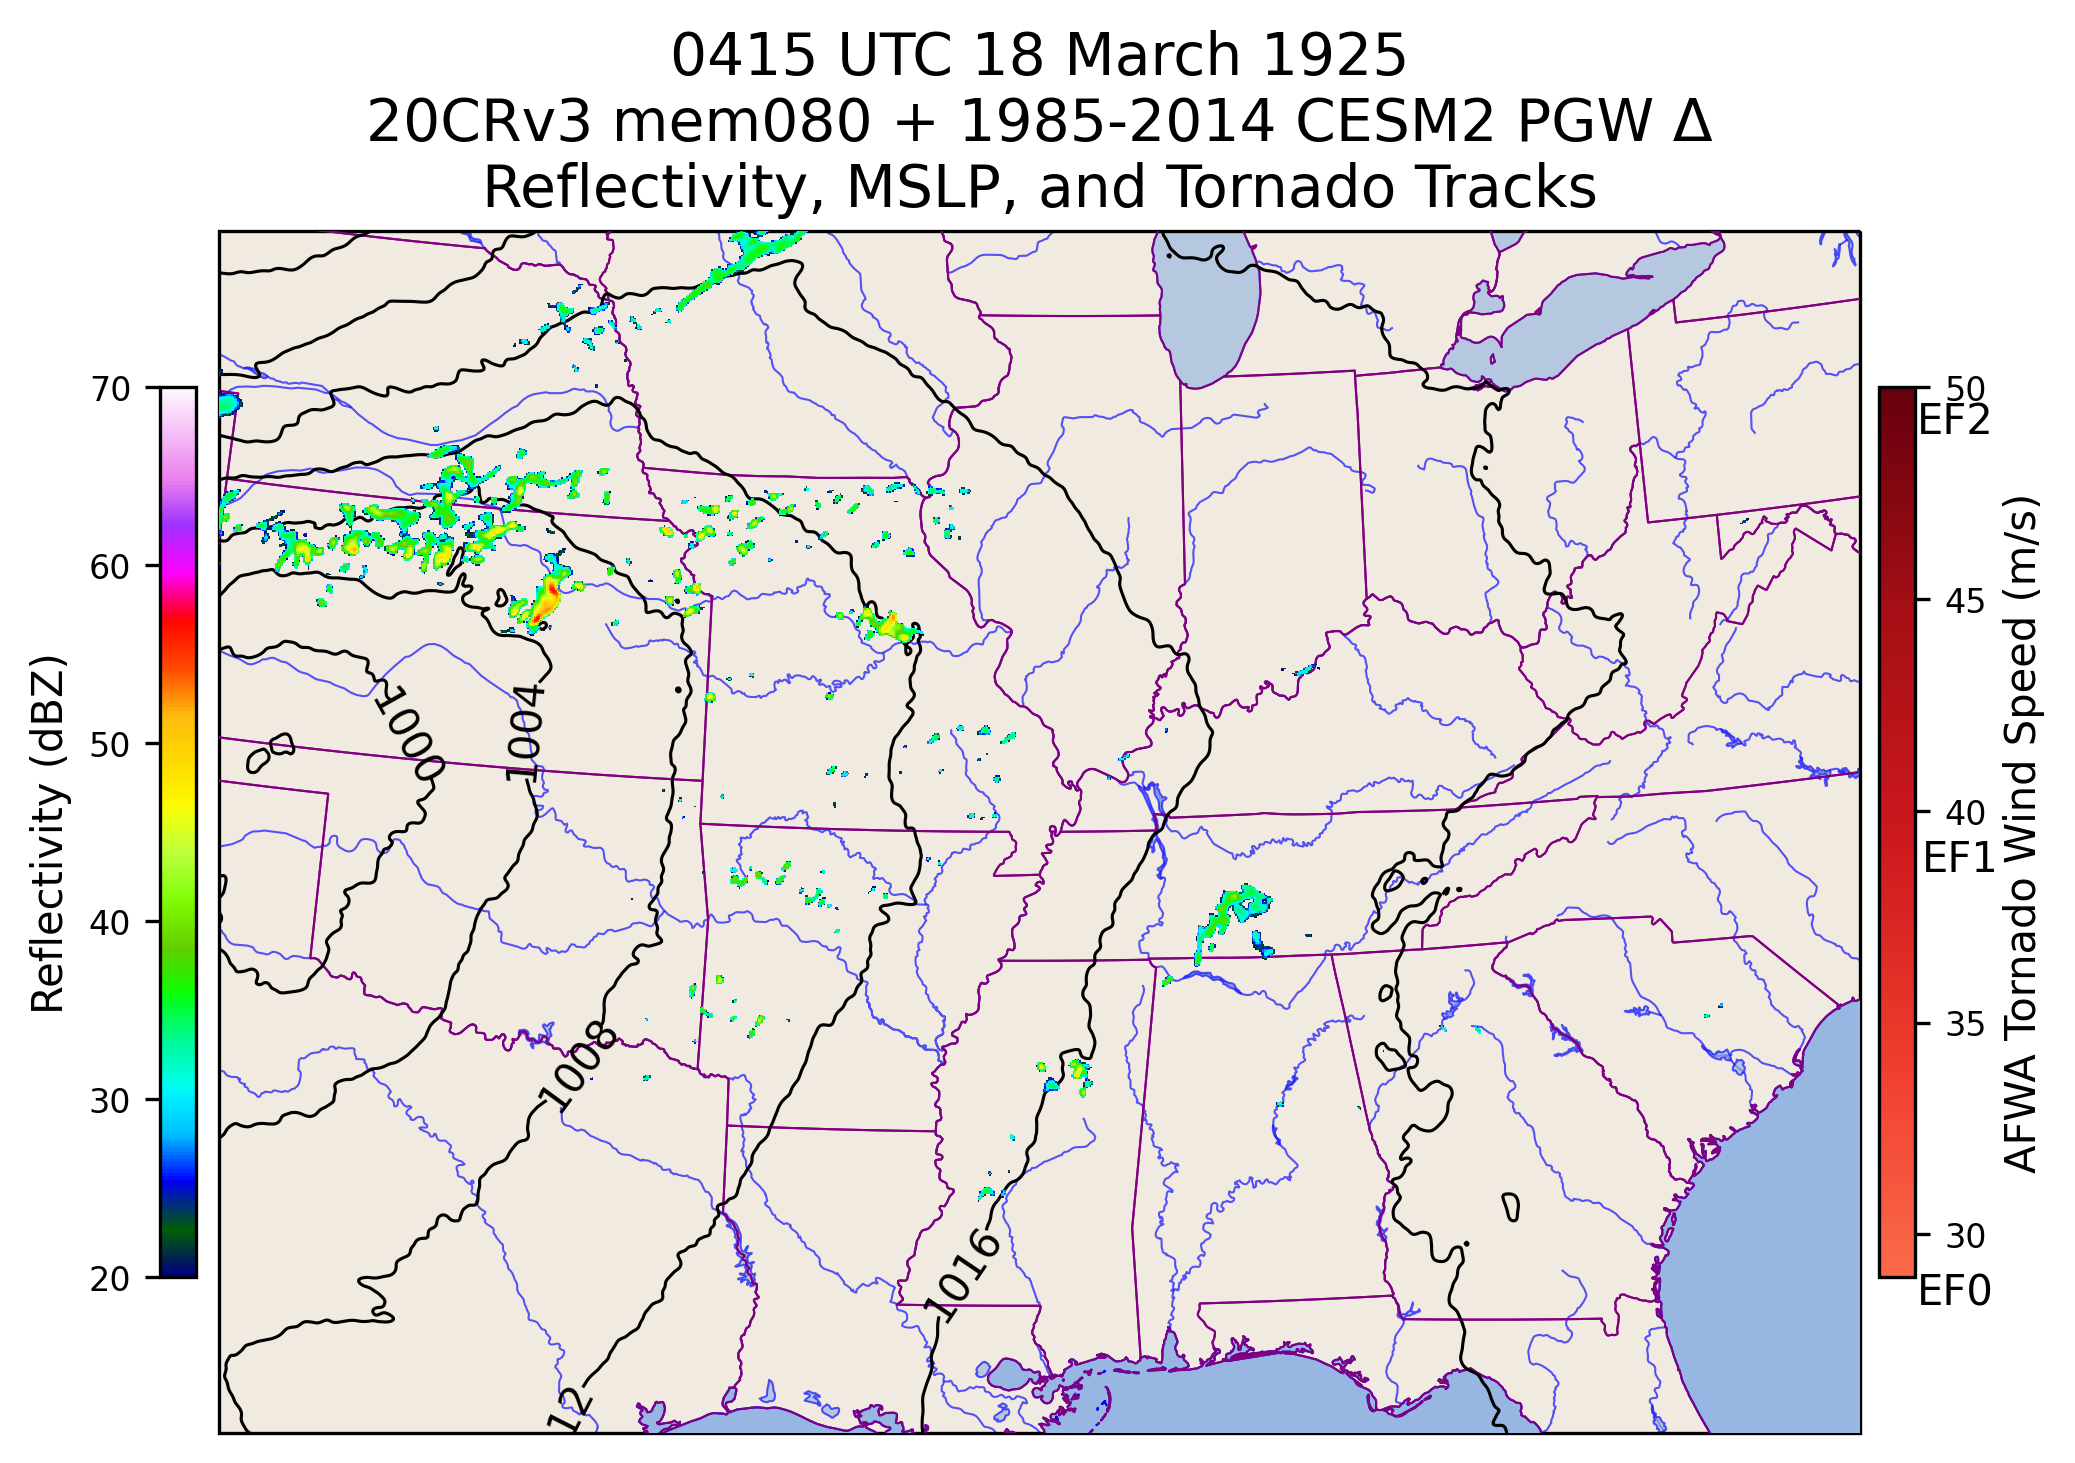 0415 UTC 18 March 1925
20CRv3 mem080 + 1985-2014 CESM2 PGW Δ
Reflectivity, MSLP, and Tornado Tracks
70
60
50
40
30
20
Reflectivity (dBZ)
1000
1004
1008
12
1016
50
EF2
45
40
EF1
35
30
EF0
AFWA Tornado Wind Speed (m/s)